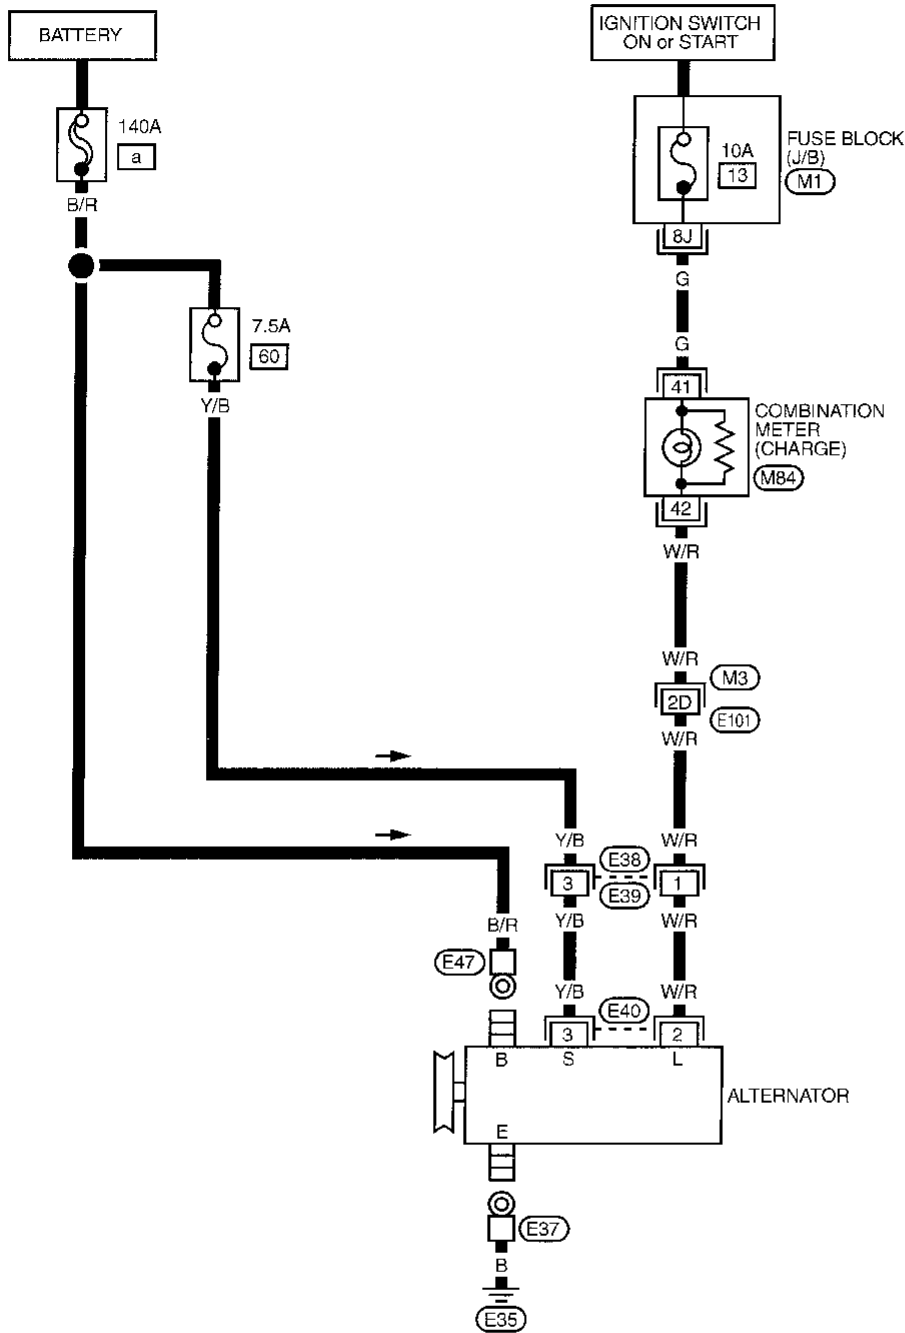 BATTERY
IGNITION SWITCH
ON or START
140A
a
B/R
10A
13
FUSE BLOCK
(J/B)
M1
8J
G
7.5A
60
G
41
Y/B
COMBINATION
METER
(CHARGE)
M84
42
W/R
W/R
M3
2D
E101
W/R
Y/B
W/R
E38
3
1
E39
B/R
Y/B
W/R
E47
Y/B
W/R
E40
3
2
B
S
L
ALTERNATOR
E
E37
B
E35